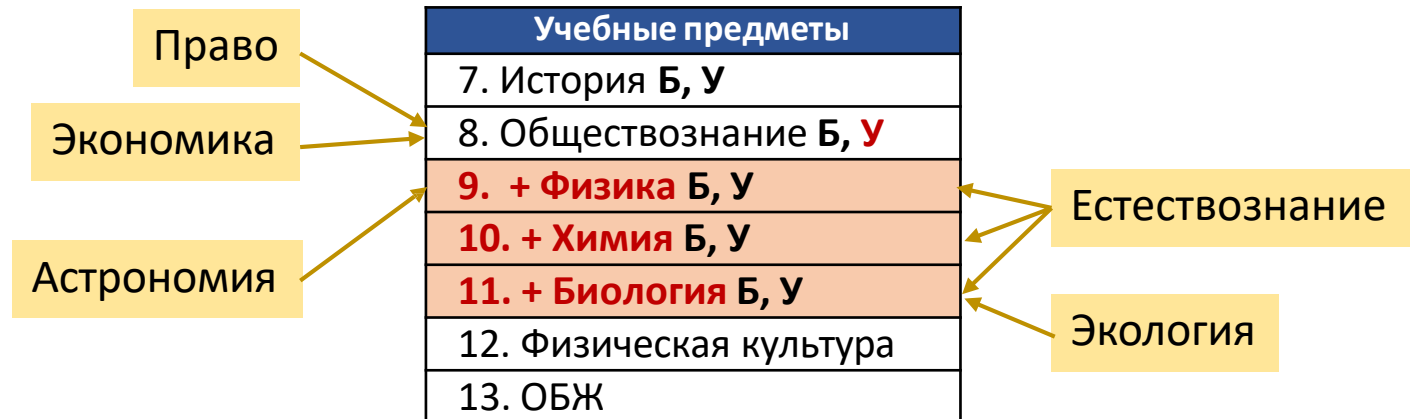 Право
Экономика
Астрономия
Учебные предметы
7. История Б, У
8. Обществознание Б, У
9. + Физика Б, У
10. + Химия Б, У
11. + Биология Б, У
12. Физическая культура
13. ОБЖ
Естествознание
Экология